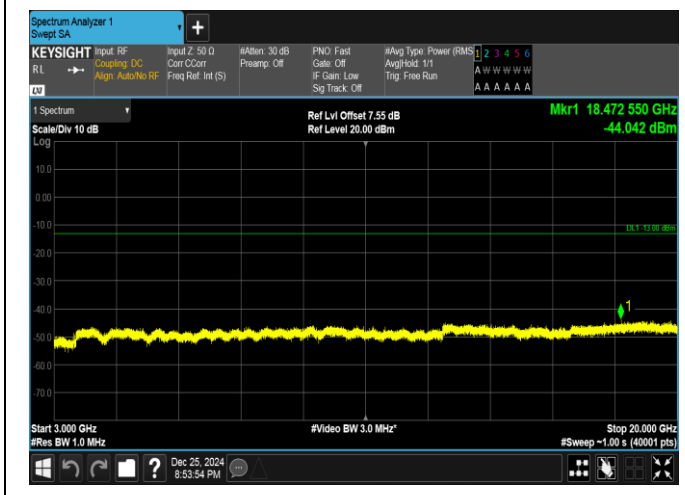 Spectrum Analyzer 1
Swept SA
KEYSIGHT
RL
LXI
Input: RF
Coupling: DC
Align: Auto/No RF
Input Z: 50 Ω
Corr CCorr
Freq Ref: Int (S)
#Atten: 30 dB
Preamp: Off
PNO: Fast
Gate: Off
IF Gain: Low
Sig Track: Off
#Avg Type: Power (RMS
Avg|Hold: 1/1
Trig: Free Run
1 2 3 4 5 6
A W W W W W
A A A A A A
1 Spectrum
Scale/Div 10 dB
Ref Lvl Offset 7.55 dB
Ref Level 20.00 dBm
Mkr1 18.472 550 GHz
-44.042 dBm
Log
10.0
0.00
-10.0
DL1 -13.00 dBm
-20.0
-30.0
-40.0
1
-50.0
-60.0
-70.0
Start 3.000 GHz
#Res BW 1.0 MHz
#Video BW 3.0 MHz*
Stop 20.000 GHz
#Sweep ~1.00 s (40001 pts)
?
Dec 25, 2024
8:53:54 PM